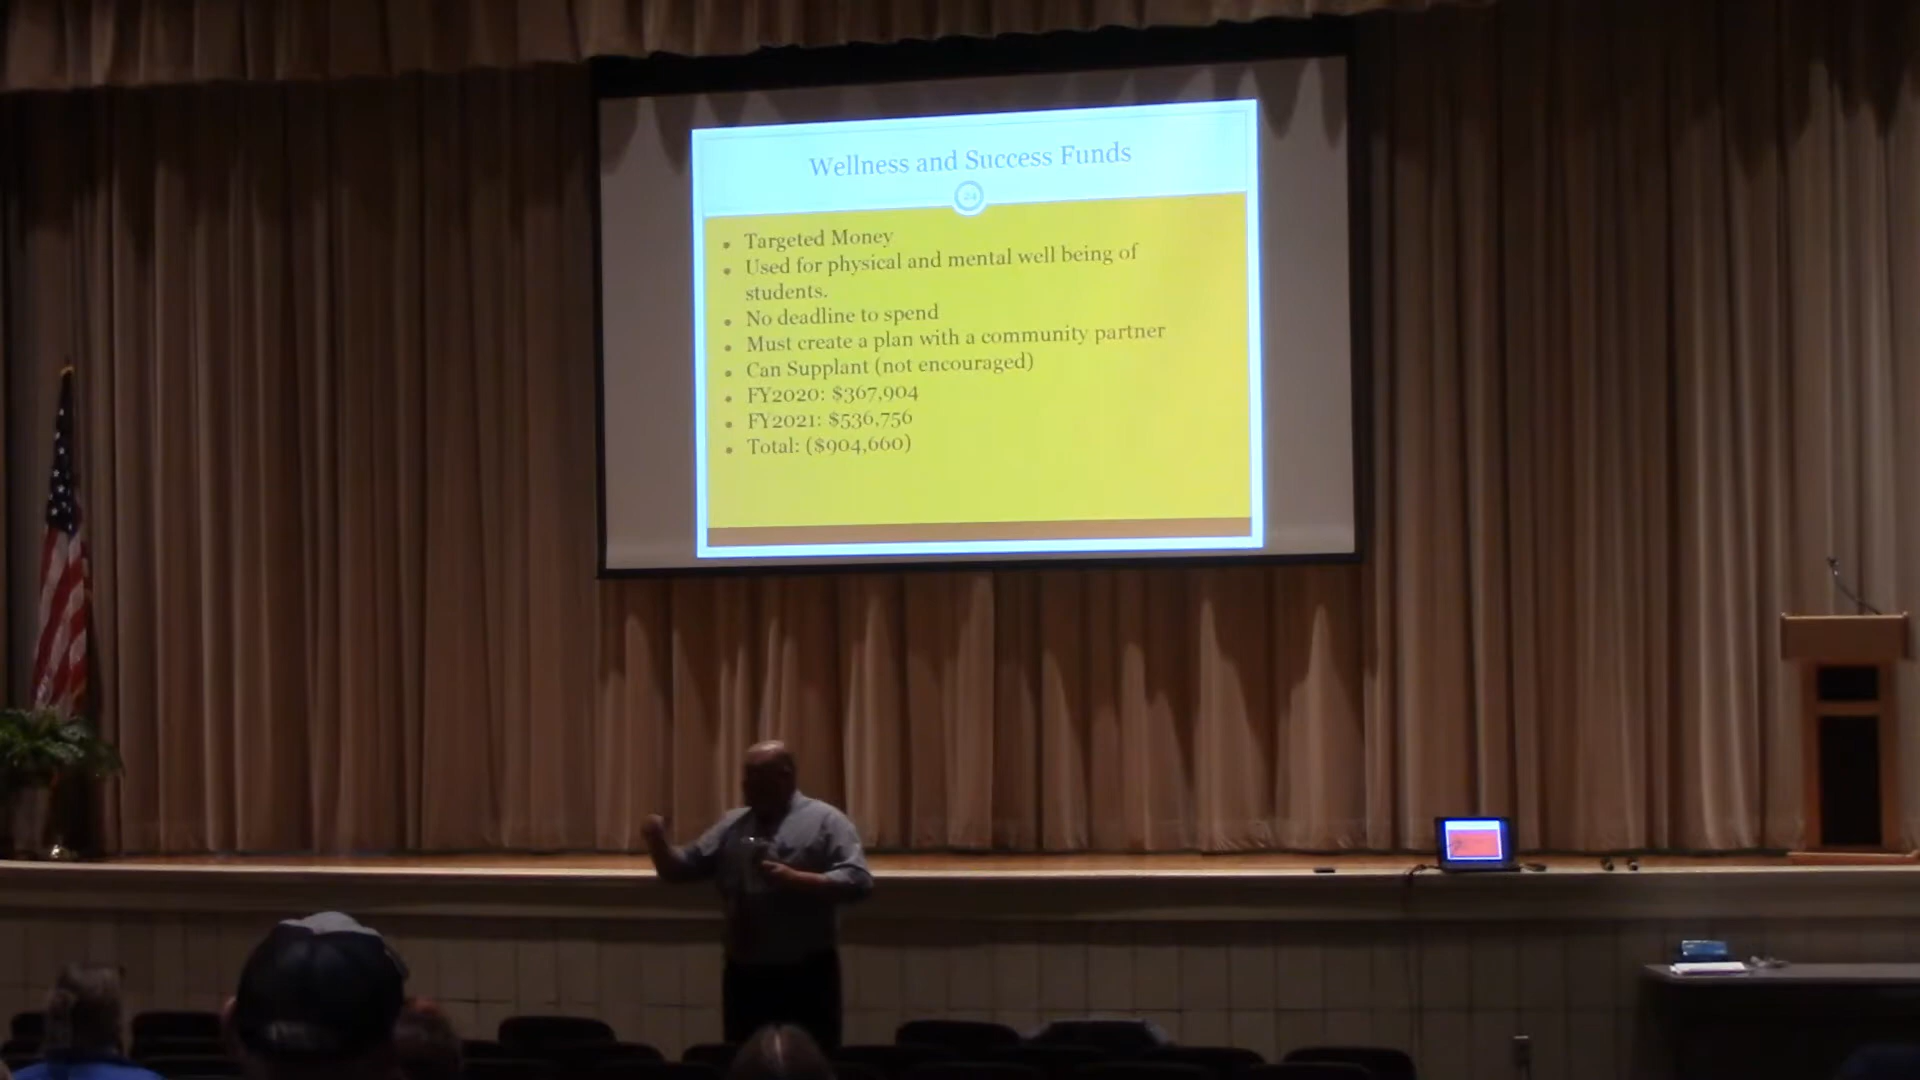 Wellness and Success Funds
24
• Targeted Money
• Used for physical and mental well being of
students.
• No deadline to spend
• Must create a plan with a community partner
• Can Supplant (not encouraged)
• FY2020: $367,904
• FY2021: $536,756
• Total: ($904,660)